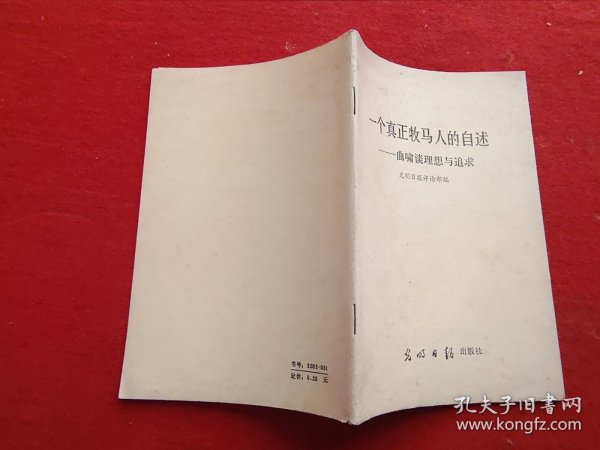 一个真正牧马人的自述
——曲啸谈理想与追求
光明日报评论部编
光明日报 出版社
书号：3263·031
定价：0.28 元
孔夫子旧书网
www.kongfz.com